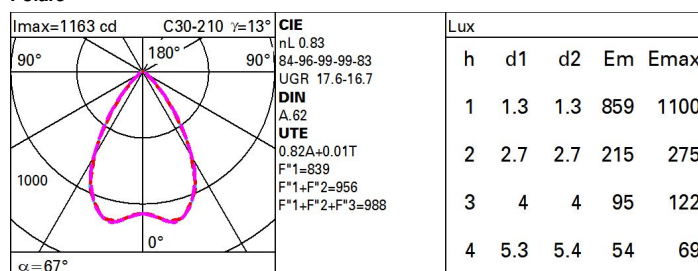 Imax=1163 cd C30-210 γ=13°
90° 180° 90°
1000
0°
α=67°
CIE
nL 0.83
84-96-99-99-83
UGR 17.6-16.7
DIN
A.62
UTE
0.82A+0.01T
F"1=839
F"1+F"2=956
F"1+F"2+F"3=988
Lux
h d1 d2 Em Emax
1 1.3 1.3 859 1100
2 2.7 2.7 215 275
3 4 4 95 122
4 5.3 5.4 54 69